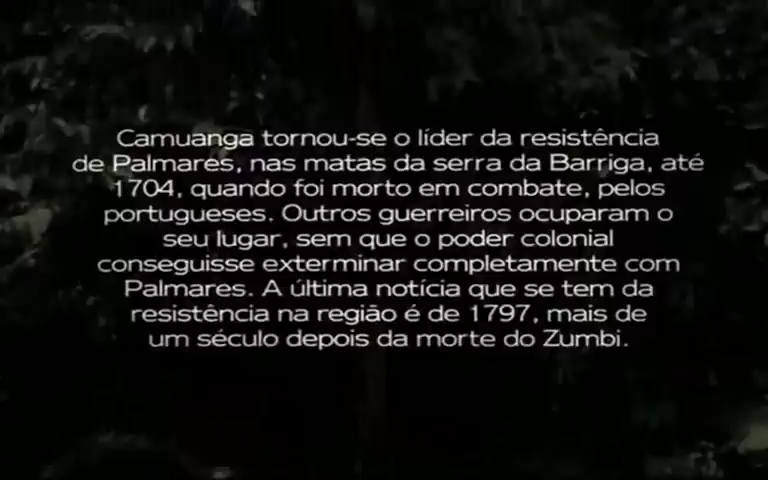 Camuanga tornou-se o líder da resistência
de Palmares, nas matas da serra da Barriga, até
1704, quando foi morto em combate, pelos
portugueses. Outros guerreiros ocuparam o
seu lugar, sem que o poder colonial
conseguisse exterminar completamente com
Palmares. A última notícia que se tem da
resistência na região é de 1797, mais de
um século depois da morte do Zumbi.